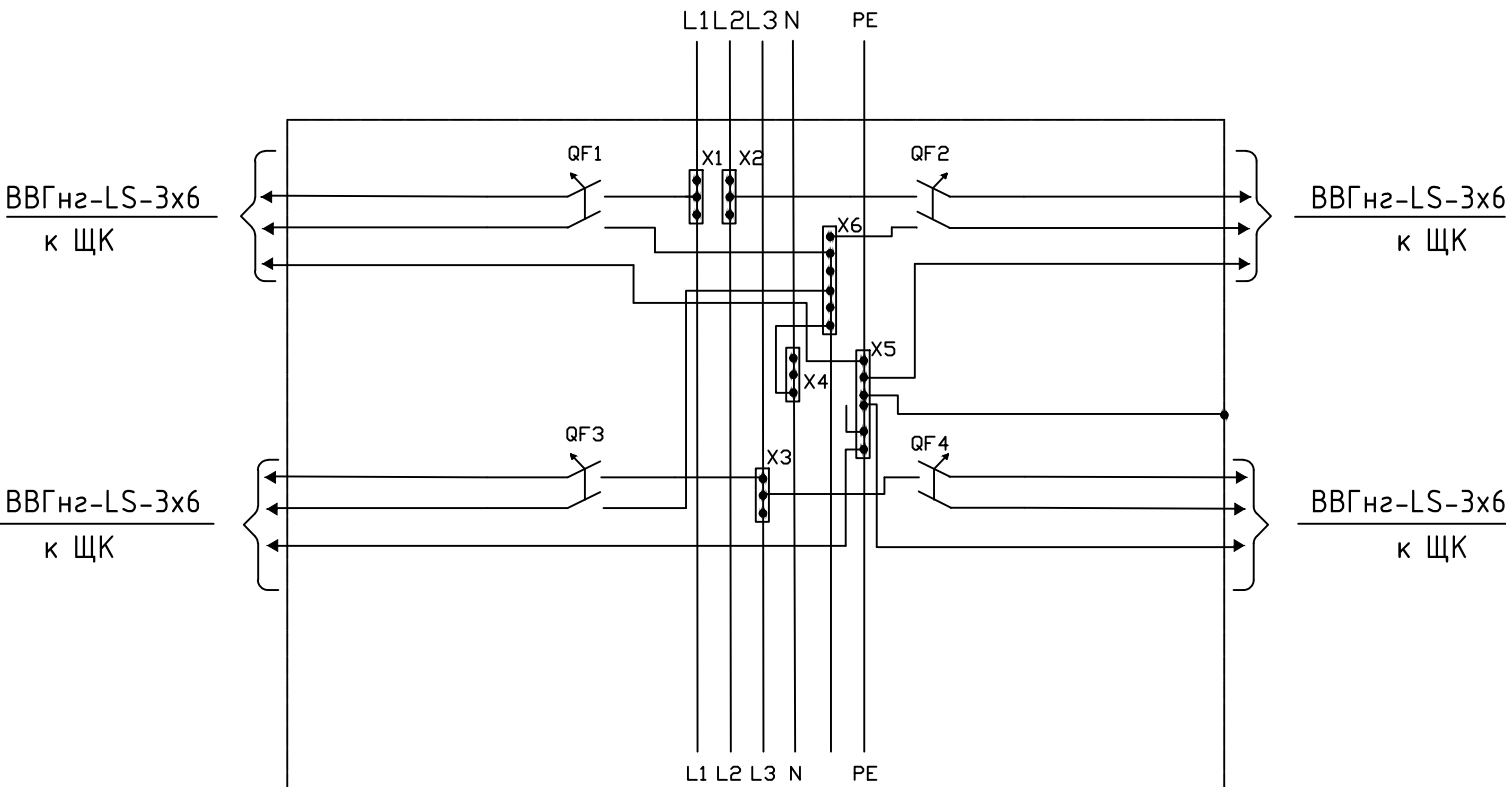 L1 L2 L3 N PE
QF1 X1 X2 QF2
ВВГнг-LS-3х6
к ЩК
ВВГнг-LS-3х6
к ЩК
X6
X5
X4
QF3 QF4
X3
ВВГнг-LS-3х6
к ЩК
ВВГнг-LS-3х6
к ЩК
L1 L2 L3 N PE